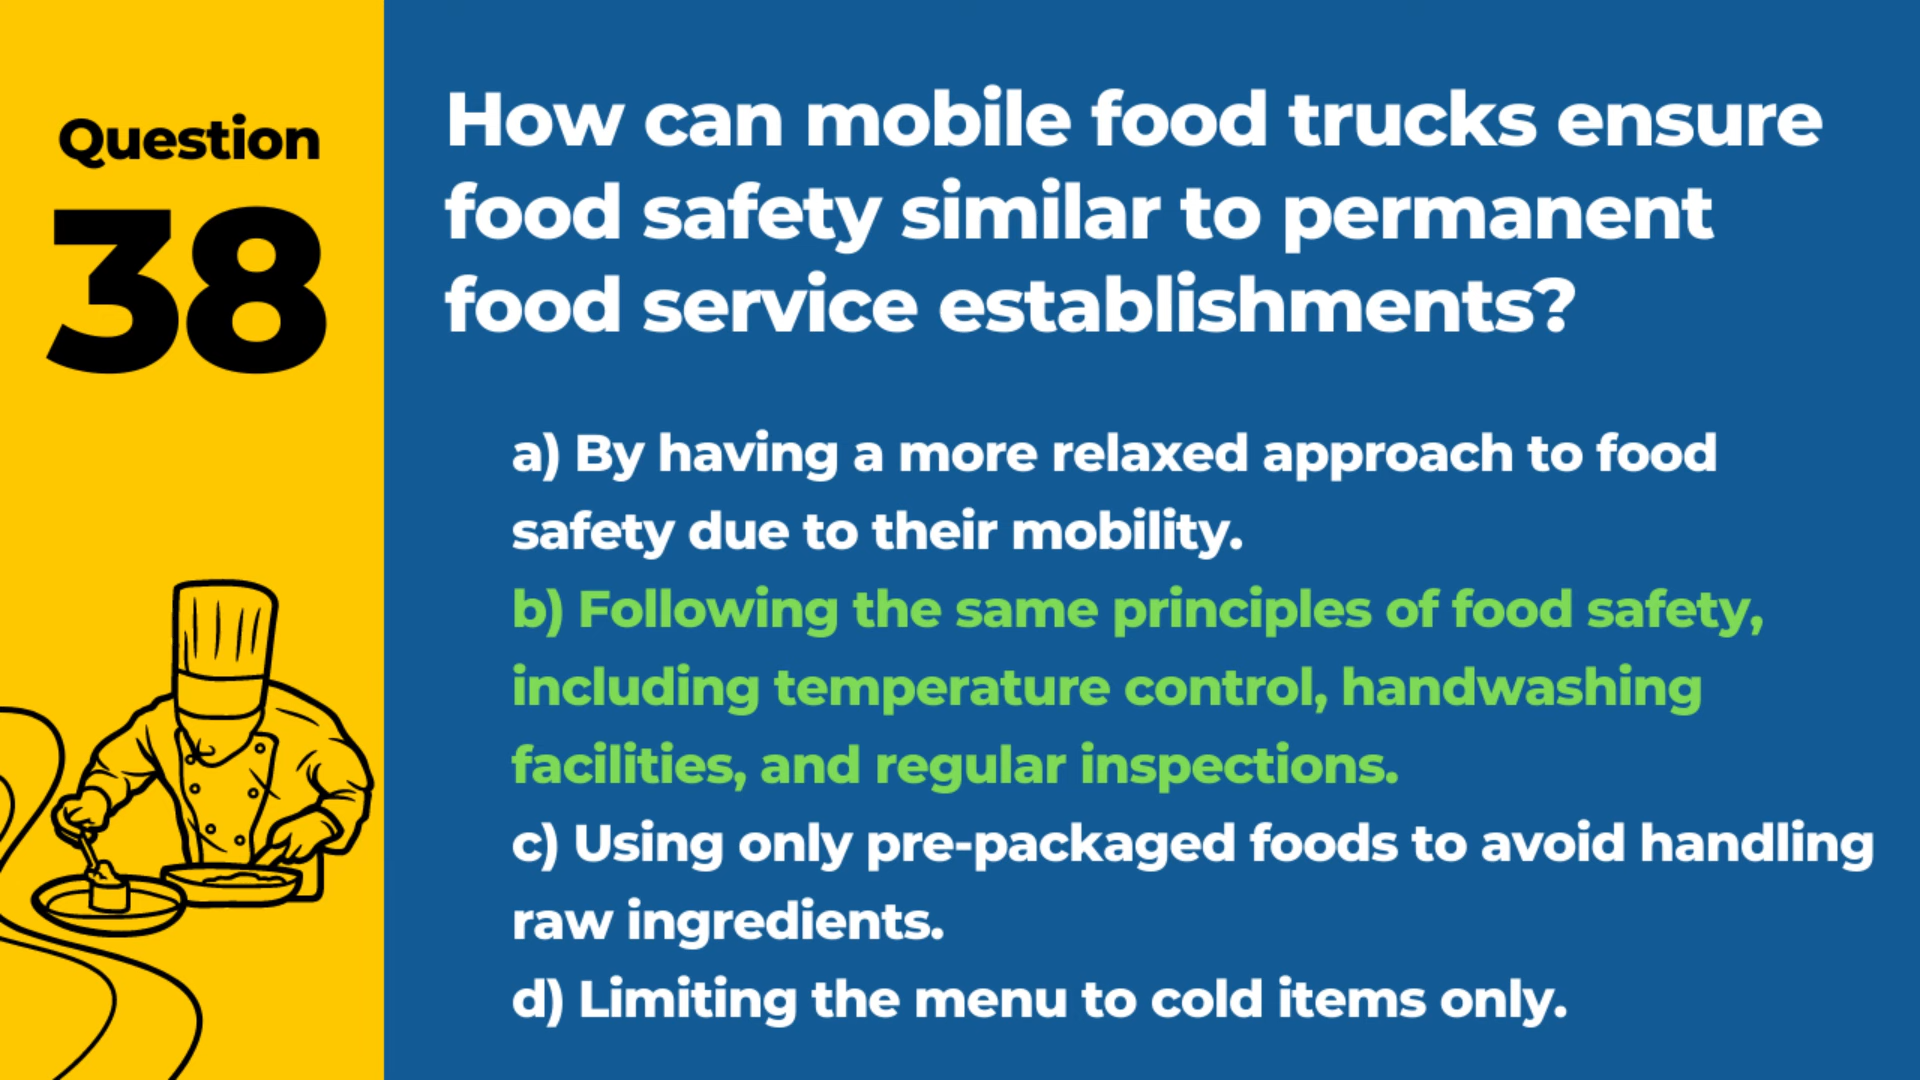 Question
38
How can mobile food trucks ensure
food safety similar to permanent
food service establishments?
a) By having a more relaxed approach to food
safety due to their mobility.
b) Following the same principles of food safety,
including temperature control, handwashing
facilities, and regular inspections.
c) Using only pre-packaged foods to avoid handling
raw ingredients.
d) Limiting the menu to cold items only.